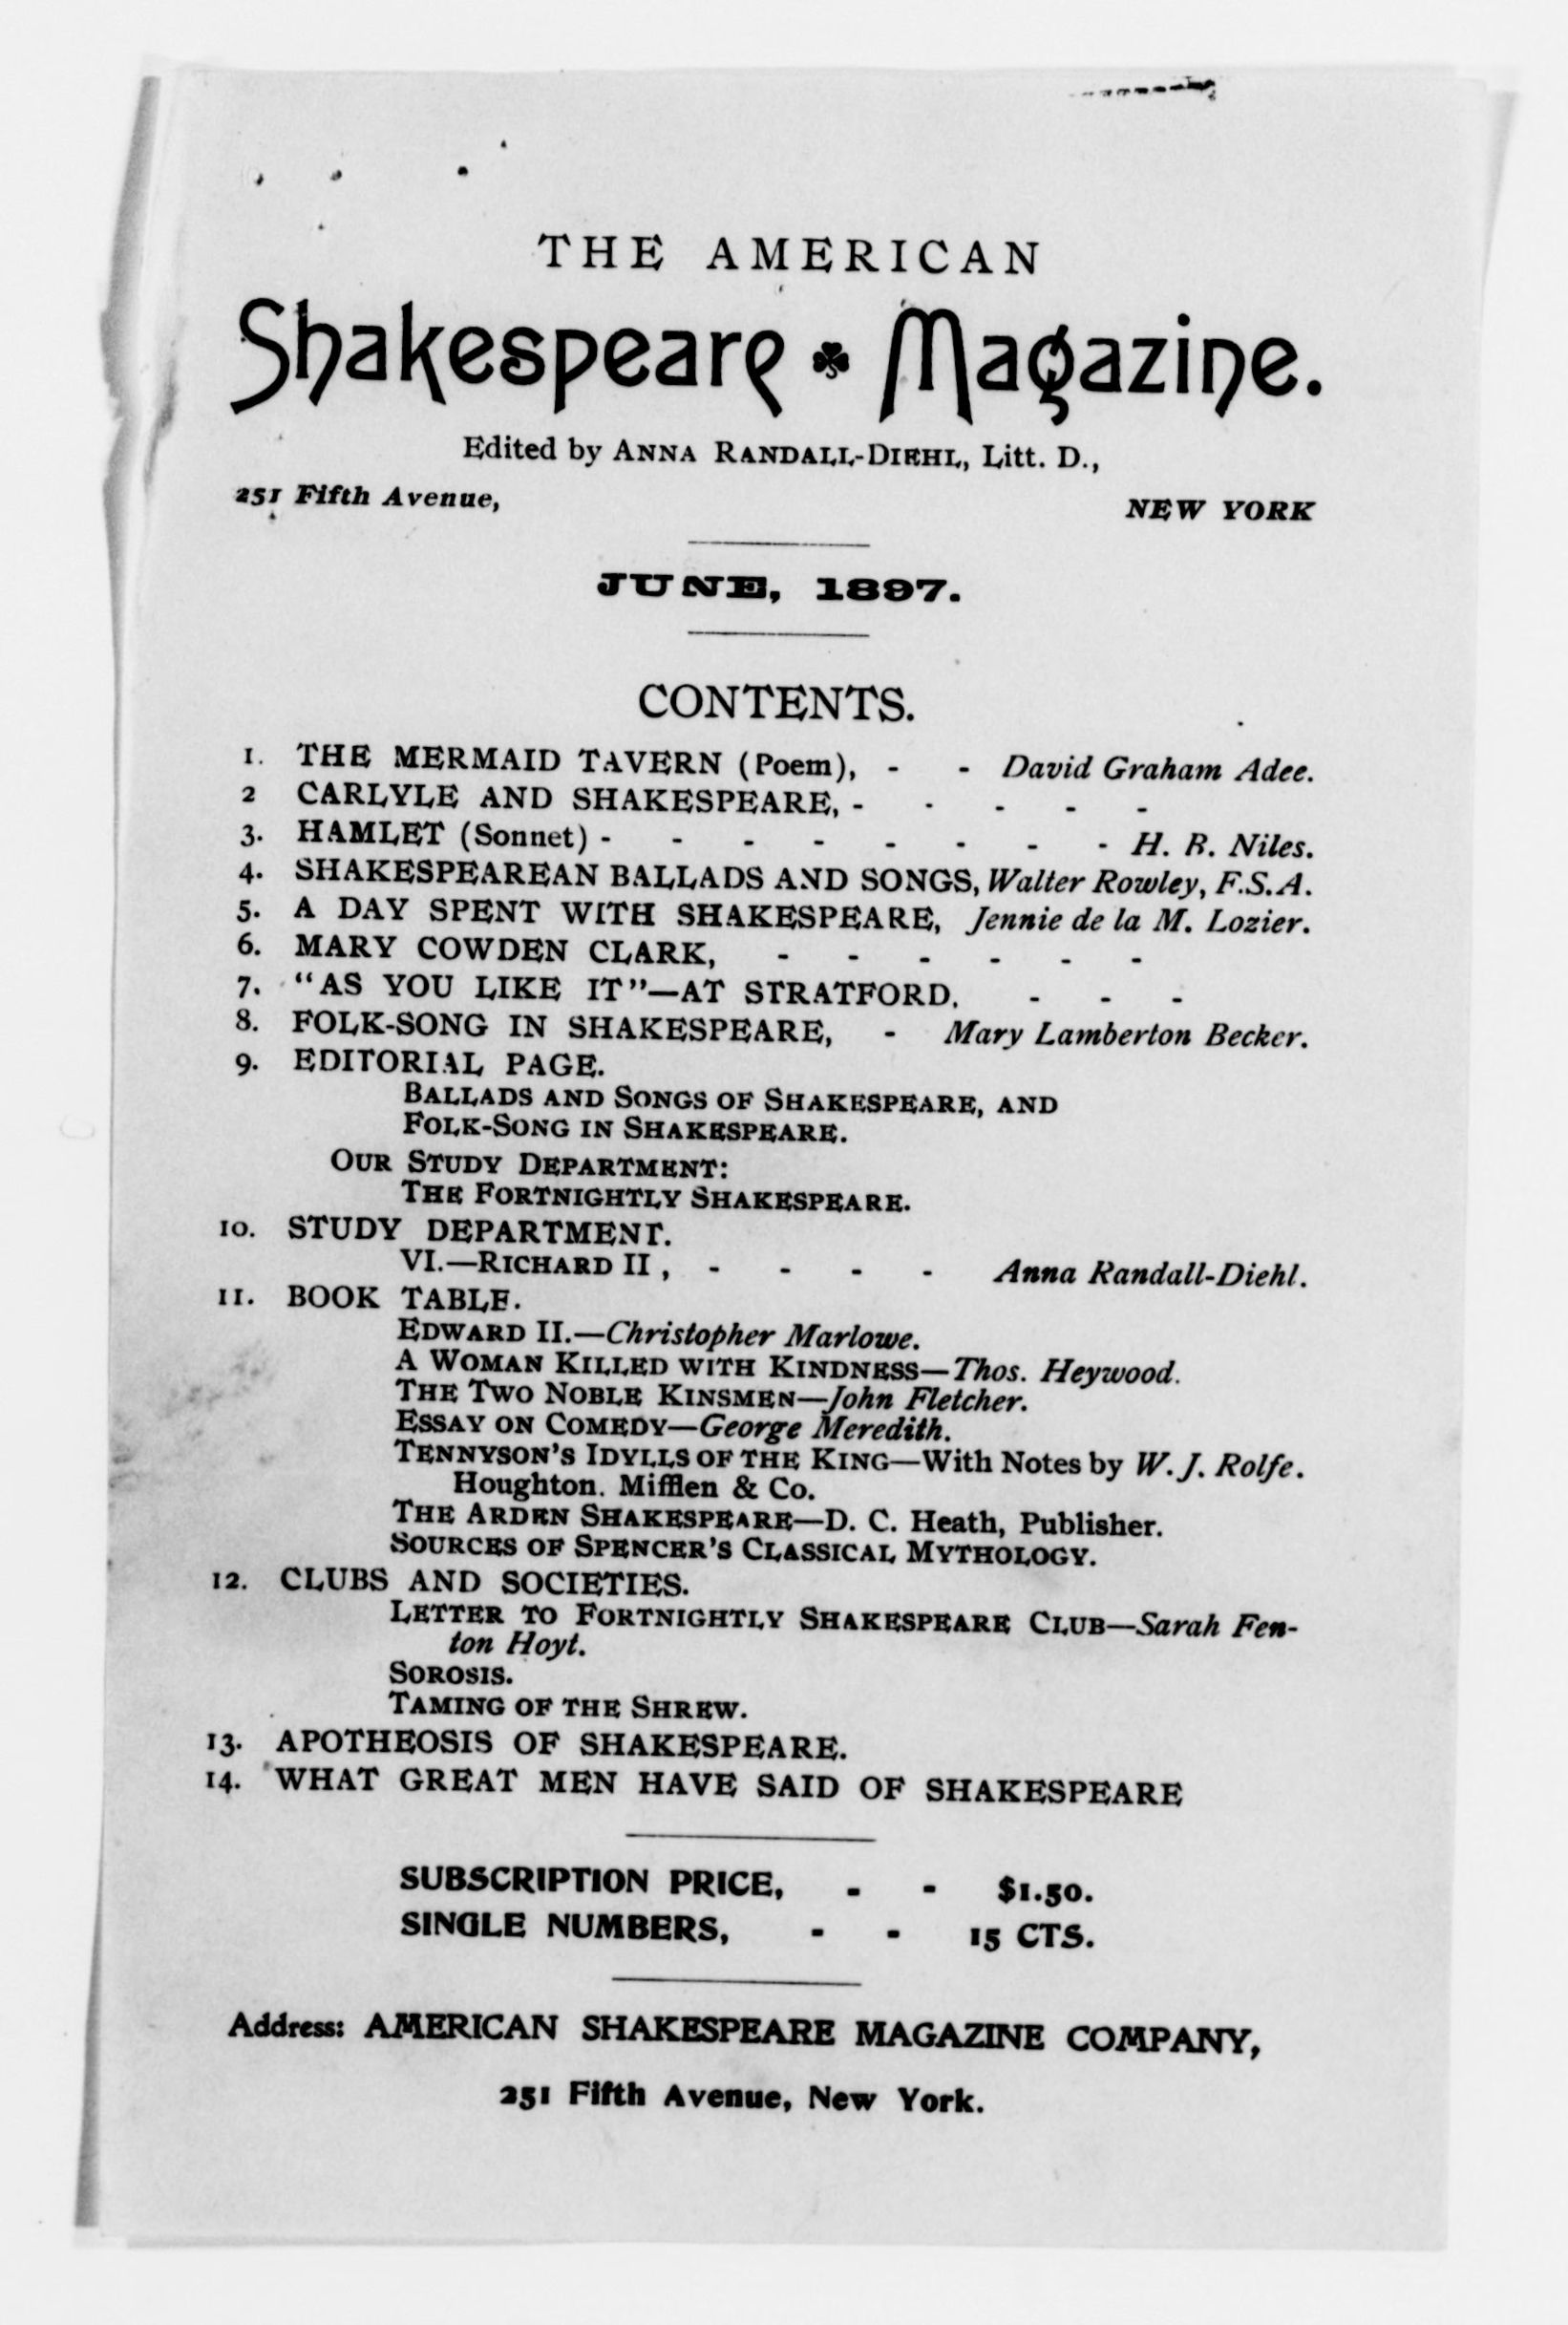 THE AMERICAN
Shakespeare Magazine.
Edited by ANNA RANDALL-DIEHL, Litt. D.,
251 Fifth Avenue, NEW YORK
JUNE, 1897.
CONTENTS.
1. THE MERMAID TAVERN (Poem), - - David Graham Adee.
2 CARLYLE AND SHAKESPEARE, - - - - -
3. HAMLET (Sonnet) - - - - - - - - H. R. Niles.
4. SHAKESPEAREAN BALLADS AND SONGS, Walter Rowley, F.S.A.
5. A DAY SPENT WITH SHAKESPEARE, Jennie de la M. Lozier.
6. MARY COWDEN CLARK, - - - - - -
7. "AS YOU LIKE IT"—AT STRATFORD. - - -
8. FOLK-SONG IN SHAKESPEARE, - Mary Lamberton Becker.
9. EDITORIAL PAGE.
BALLADS AND SONGS OF SHAKESPEARE, AND
FOLK-SONG IN SHAKESPEARE.
OUR STUDY DEPARTMENT:
THE FORTNIGHTLY SHAKESPEARE.
10. STUDY DEPARTMENT.
VI.—RICHARD II , - - - - Anna Randall-Diehl.
11. BOOK TABLE.
EDWARD II.—Christopher Marlowe.
A WOMAN KILLED WITH KINDNESS—Thos. Heywood.
THE TWO NOBLE KINSMEN—John Fletcher.
ESSAY ON COMEDY—George Meredith.
TENNYSON'S IDYLLS OF THE KING—With Notes by W. J. Rolfe.
Houghton. Mifflen & Co.
THE ARDEN SHAKESPEARE—D. C. Heath, Publisher.
SOURCES OF SPENCER'S CLASSICAL MYTHOLOGY.
12. CLUBS AND SOCIETIES.
LETTER TO FORTNIGHTLY SHAKESPEARE CLUB—Sarah Fen-
ton Hoyt.
SOROSIS.
TAMING OF THE SHREW.
13. APOTHEOSIS OF SHAKESPEARE.
14. WHAT GREAT MEN HAVE SAID OF SHAKESPEARE
SUBSCRIPTION PRICE, - - $1.50.
SINGLE NUMBERS, - - 15 CTS.
Address: AMERICAN SHAKESPEARE MAGAZINE COMPANY,
251 Fifth Avenue, New York.